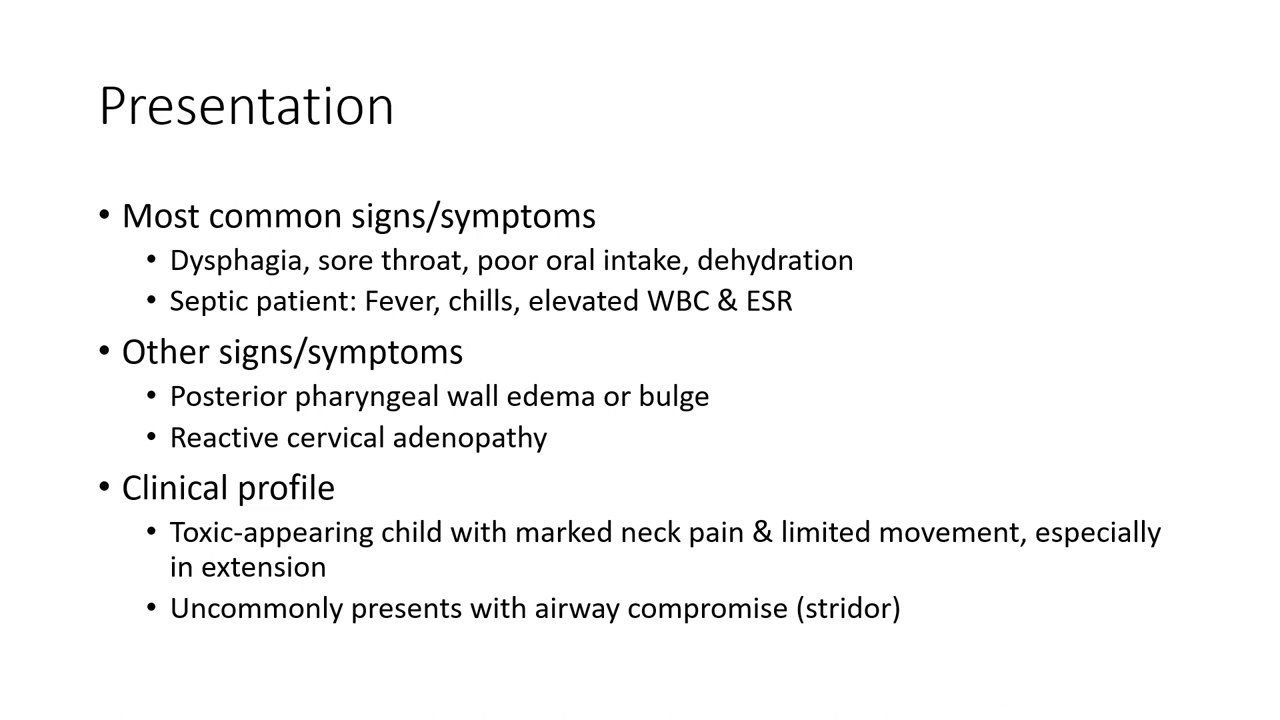 Presentation
• Most common signs/symptoms
• Dysphagia, sore throat, poor oral intake, dehydration
• Septic patient: Fever, chills, elevated WBC & ESR
• Other signs/symptoms
• Posterior pharyngeal wall edema or bulge
• Reactive cervical adenopathy
• Clinical profile
• Toxic-appearing child with marked neck pain & limited movement, especially
in extension
• Uncommonly presents with airway compromise (stridor)